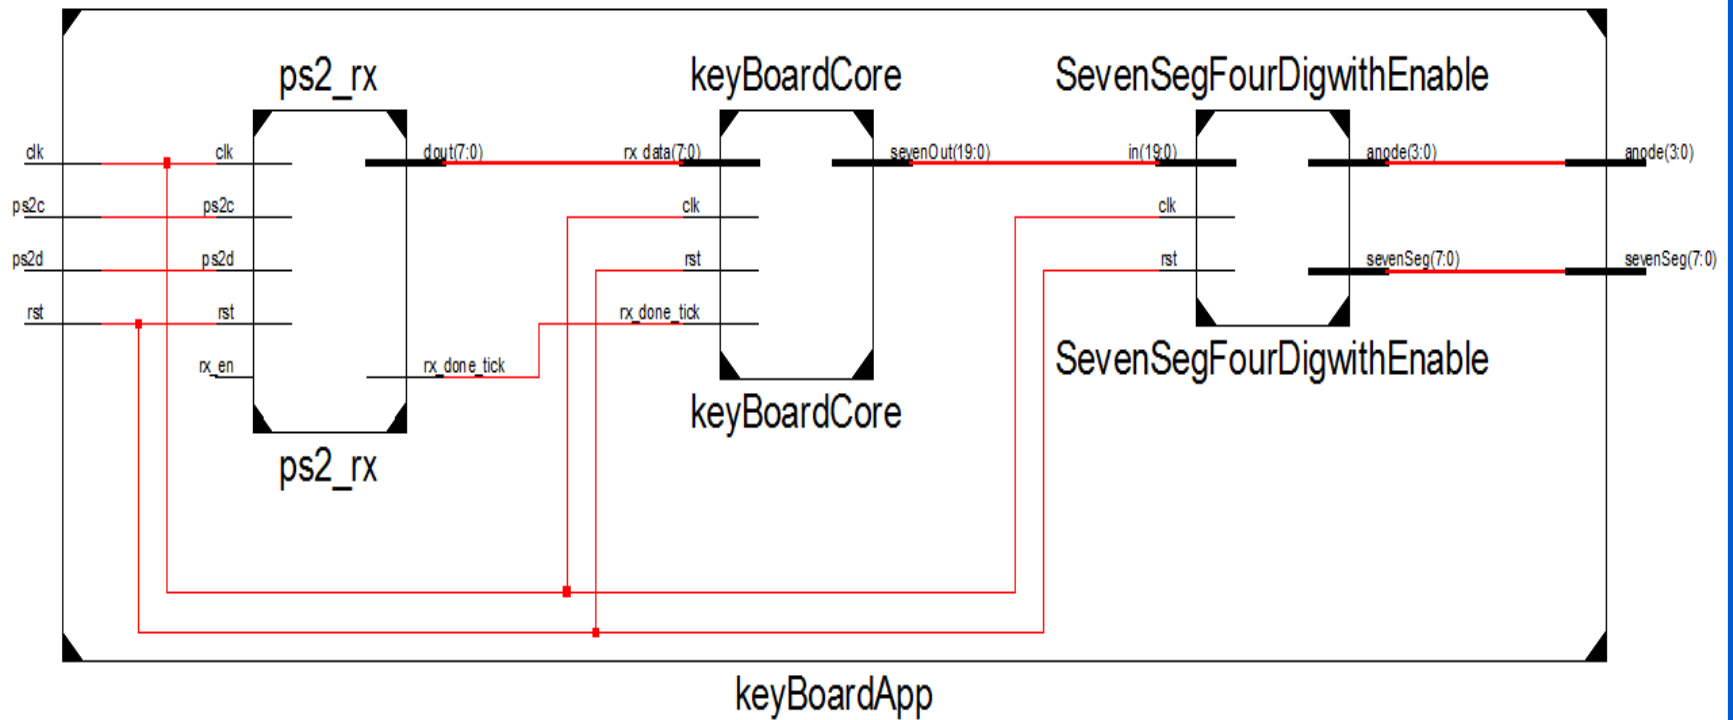 ps2_rx keyBoardCore SevenSegFourDigwithEnable
clk clk dout(7:0) rx_data(7:0) sevenOut(19:0) in(19:0) anode(3:0) anode(3:0)
ps2c ps2c clk clk
ps2d ps2d rst rst sevenSeg(7:0) sevenSeg(7:0)
rst rst rx_done_tick
rx_en rx_done_tick SevenSegFourDigwithEnable
keyBoardCore
ps2_rx
keyBoardApp